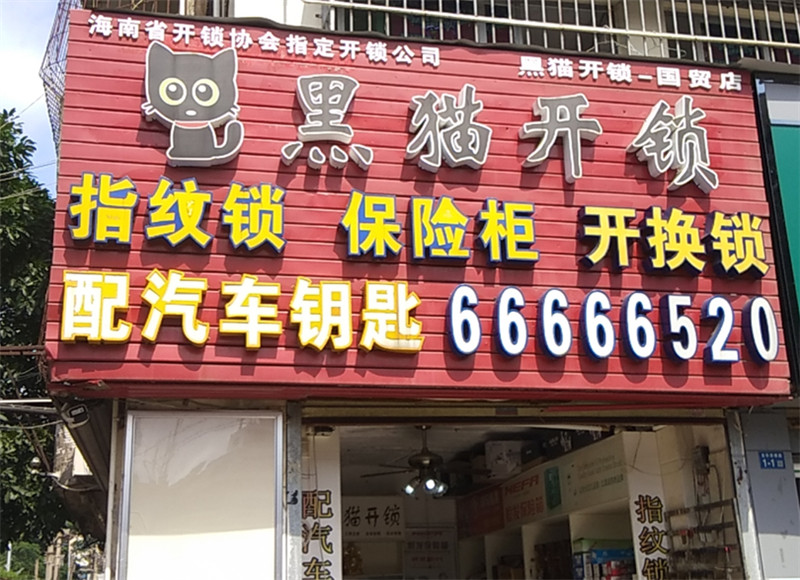 海南省开锁协会指定开锁公司 黑猫开锁-国贸店
黑猫开锁
指纹锁 保险柜 开换锁
配汽车钥匙 66666520
配汽车
猫开锁
指纹锁
1-1